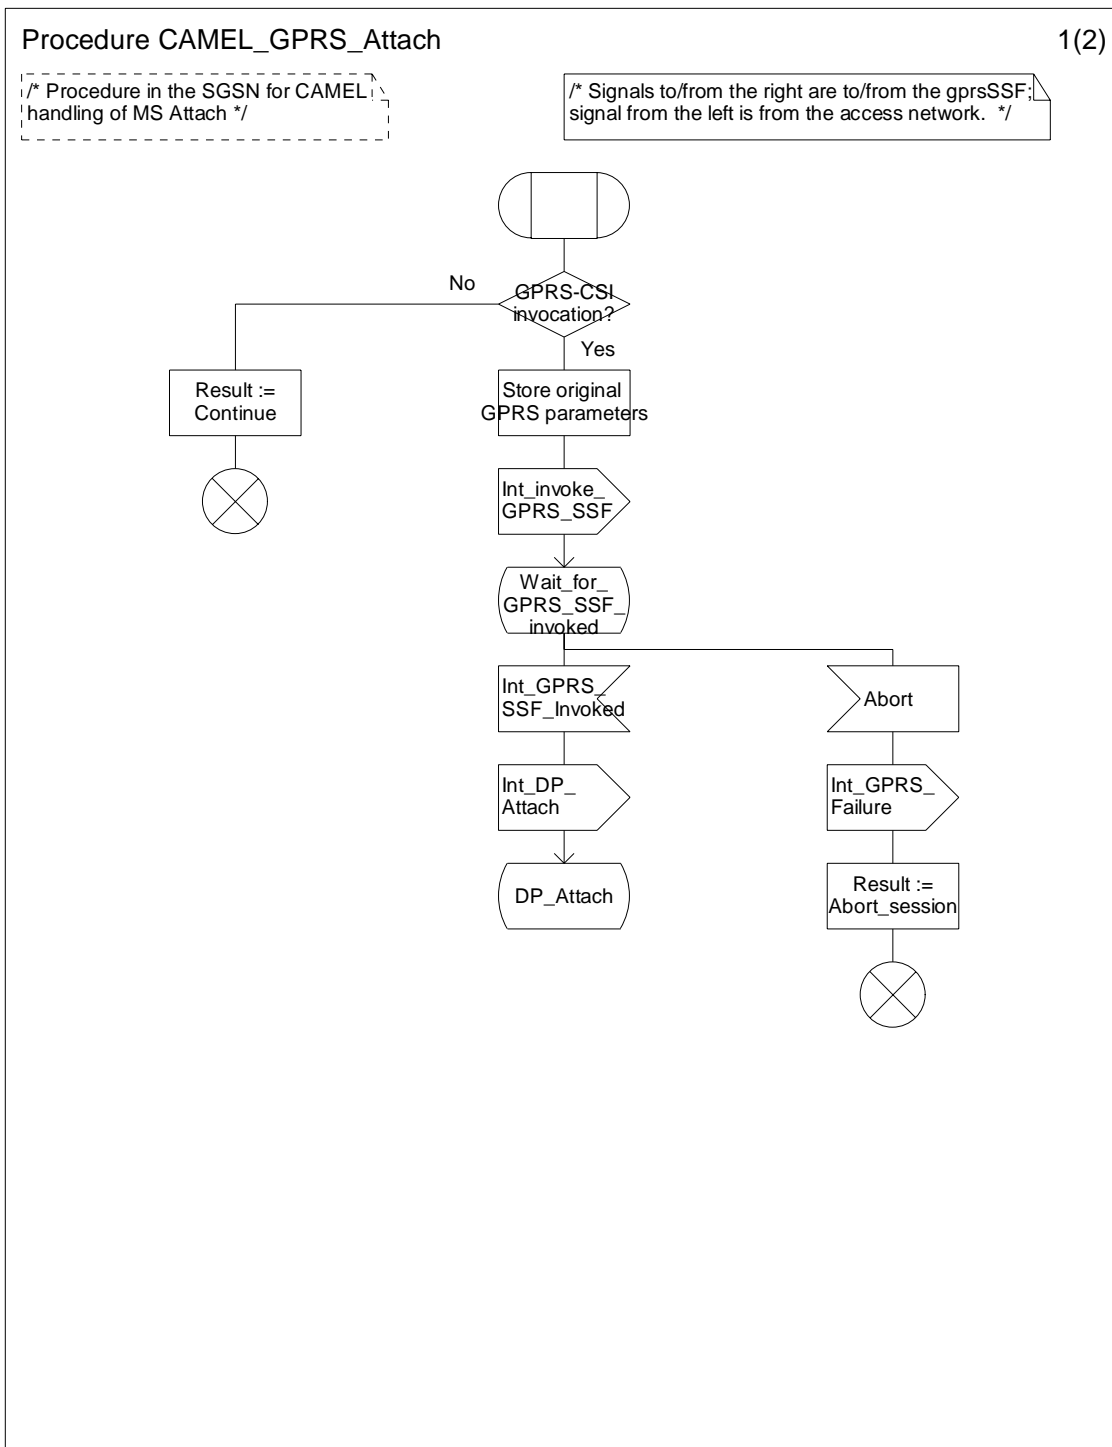 Procedure CAMEL_GPRS_Attach
1(2)
/* Procedure in the SGSN for CAMEL
handling of MS Attach */
/* Signals to/from the right are to/from the gprsSSF;
signal from the left is from the access network.  */
No
GPRS-CSI
invocation?
Yes
Result :=
Continue
Store original
GPRS parameters
Int_invoke_
GPRS_SSF
Wait_for_
GPRS_SSF_
invoked
Int_GPRS_
SSF_Invoked
Abort
Int_DP_
Attach
Int_GPRS_
Failure
DP_Attach
Result :=
Abort_session